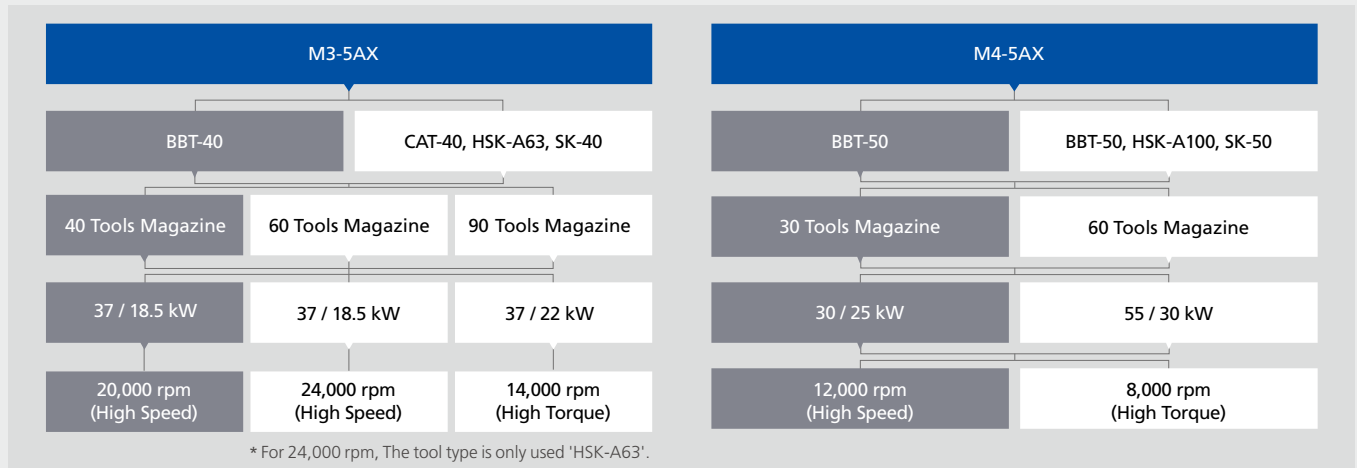 M3-5AX
BBT-40
CAT-40, HSK-A63, SK-40
40 Tools Magazine
60 Tools Magazine
90 Tools Magazine
37 / 18.5 kW
37 / 18.5 kW
37 / 22 kW
20,000 rpm
(High Speed)
24,000 rpm
(High Speed)
14,000 rpm
(High Torque)
* For 24,000 rpm, The tool type is only used 'HSK-A63'.
M4-5AX
BBT-50
BBT-50, HSK-A100, SK-50
30 Tools Magazine
60 Tools Magazine
30 / 25 kW
55 / 30 kW
12,000 rpm
(High Speed)
8,000 rpm
(High Torque)